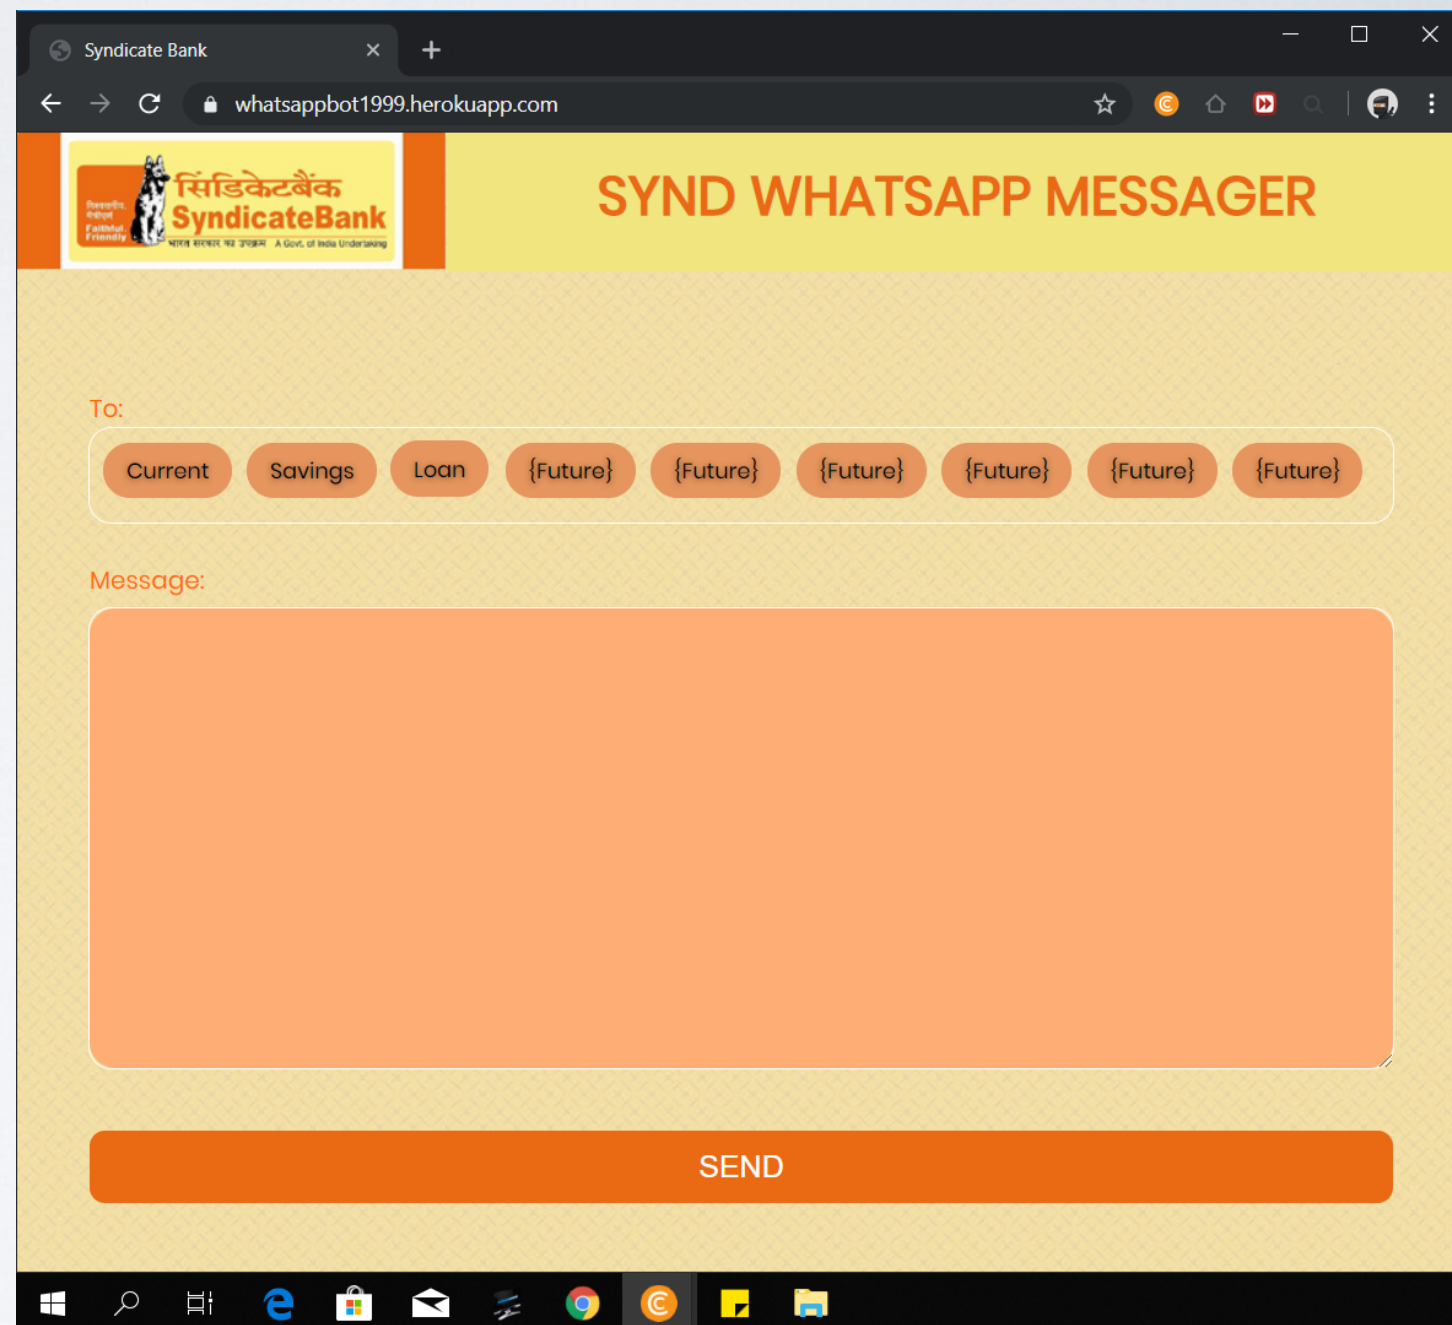 Syndicate Bank
whatsappbot1999.herokuapp.com
विश्वसनीय, मैत्रीपूर्ण
Faithful. Friendly
सिंडिकेटबैंक
SyndicateBank
भारत सरकार का उपक्रम A Govt. of India Undertaking
SYND WHATSAPP MESSAGER
To:
Current Savings Loan {Future} {Future} {Future} {Future} {Future} {Future}
Message:
SEND